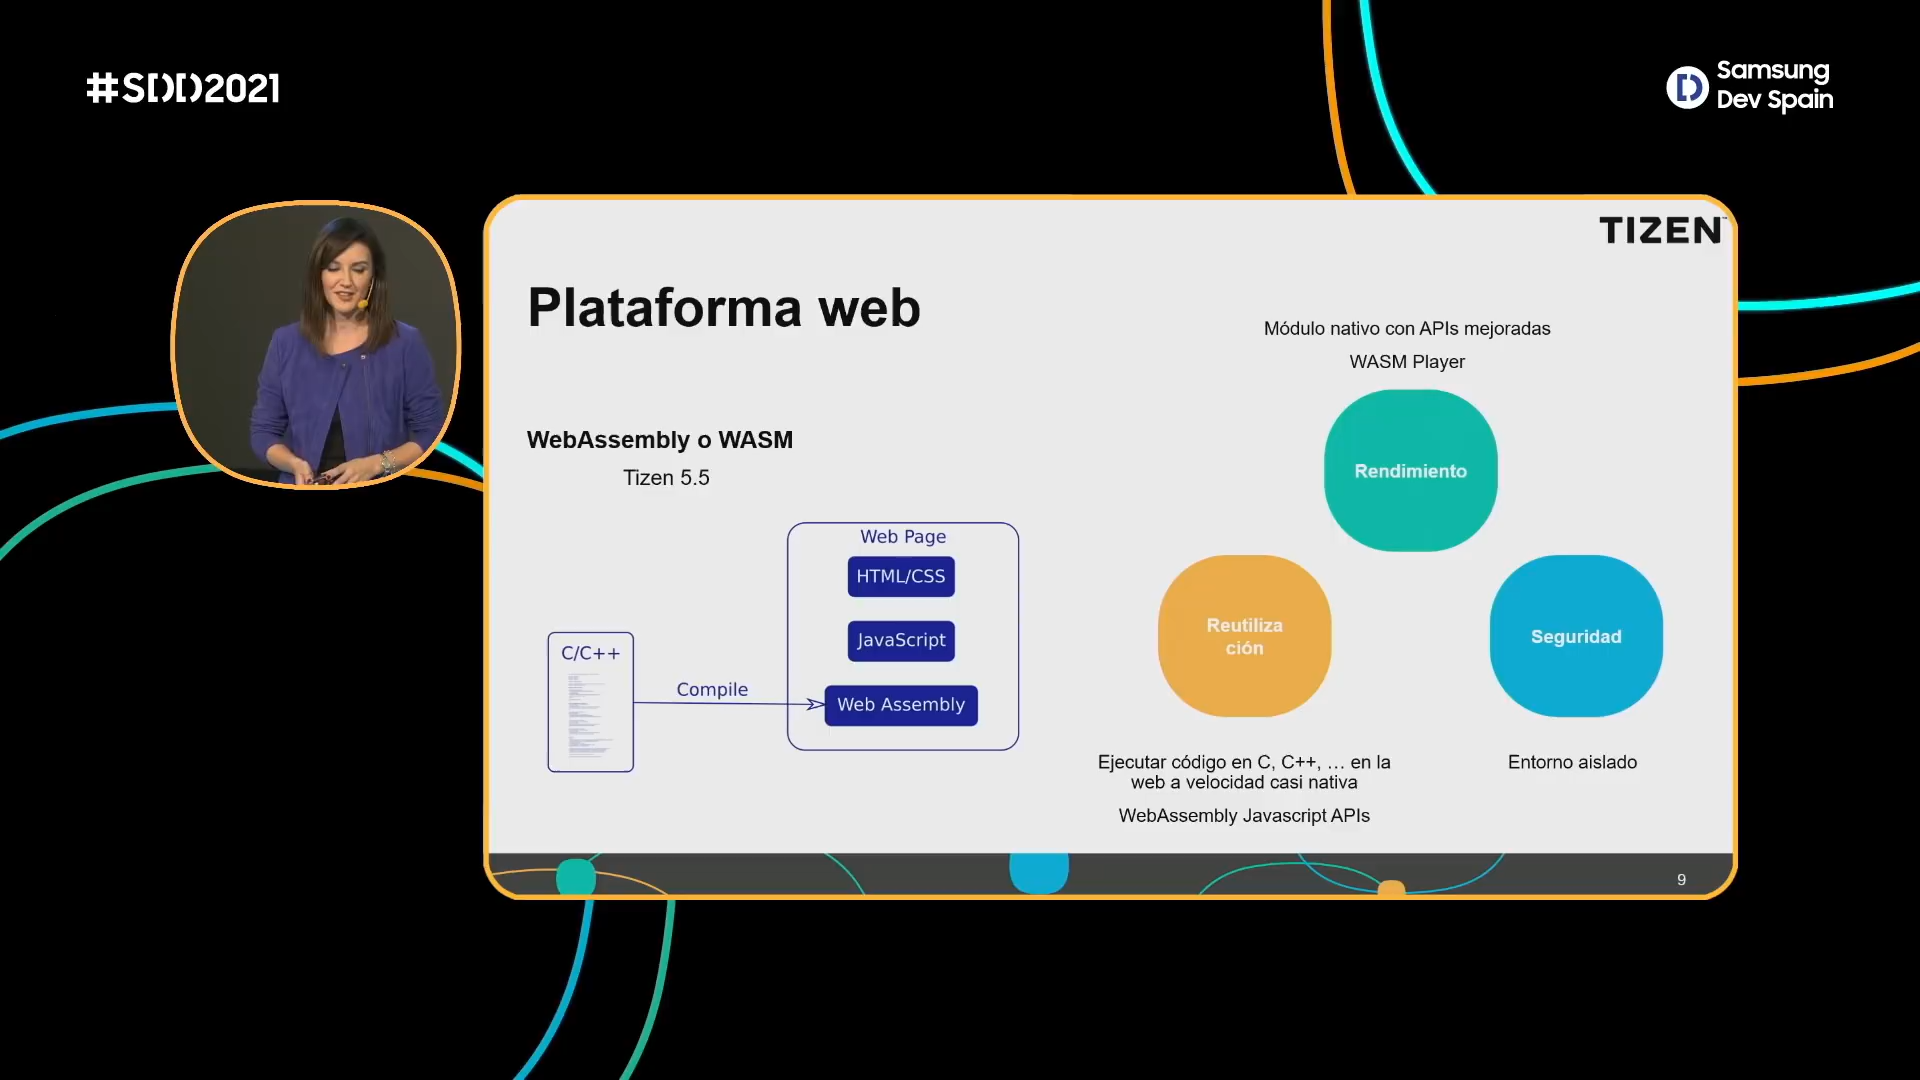 #SDD2021
Samsung
Dev Spain
TIZEN
Plataforma web
WebAssembly o WASM
Tizen 5.5
C/C++
Compile
Web Page
HTML/CSS
JavaScript
Web Assembly
Módulo nativo con APIs mejoradas
WASM Player
Rendimiento
Reutiliza
ción
Seguridad
Ejecutar código en C, C++, … en la
web a velocidad casi nativa
WebAssembly Javascript APIs
Entorno aislado
9